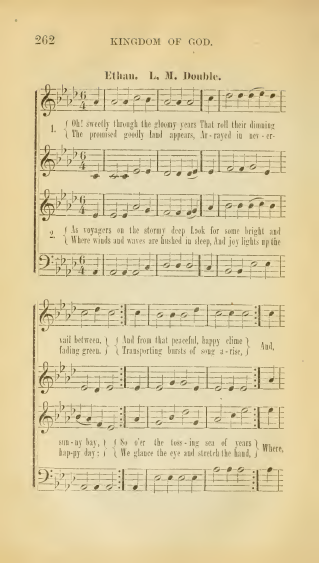 262 KINGDOM OF GOD.
Ethan. L. M. Double.
1. { Oh! sweetly through the gloomy years That roll their dimming
{ The promised goodly land appears, Ar-rayed in nev-er-
2. { As voyagers on the stormy deep Look for some bright and
{ Where winds and waves are hushed in sleep, And joy lights up the
vail between, } { And from that peaceful, happy clime }
fading green. } { Transporting bursts of song a-rise, } And,
sun-ny bay, } { So o'er the toss-ing sea of years } Where,
hap-py day: } { We glance the eye and stretch the hand, }